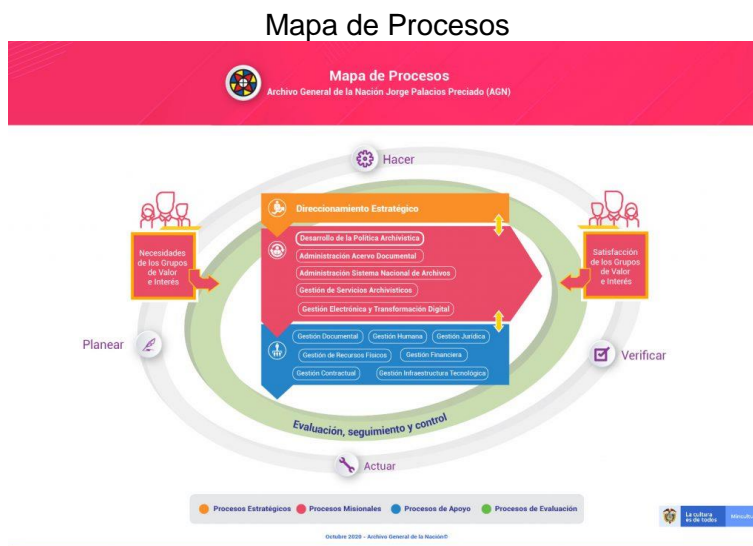 Mapa de Procesos
Mapa de Procesos
Archivo General de la Nación Jorge Palacios Preciado (AGN)
Hacer
Direccionamiento Estratégico
Desarrollo de la Política Archivística
Administración Acervo Documental
Administración Sistema Nacional de Archivos
Gestión de Servicios Archivísticos
Gestión Electrónica y Transformación Digital
Necesidades
de los Grupos
de Valor
e Interés
Satisfacción
de los Grupos
de Valor
e Interés
Planear
Verificar
Gestión Documental Gestión Humana Gestión Jurídica
Gestión de Recursos Físicos Gestión Financiera
Gestión Contractual Gestión Infraestructura Tecnológica
Evaluación, seguimiento y control
Actuar
Procesos Estratégicos Procesos Misionales Procesos de Apoyo Procesos de Evaluación
La cultura
es de todos
Octubre 2020 - Archivo General de la Nación©